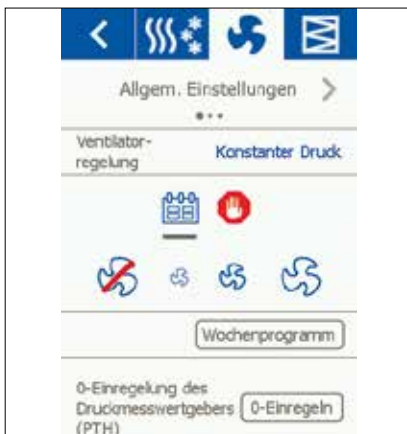 Allgem. Einstellungen
Ventilator-
regelung
Konstanter Druck
Wochenprogramm
0-Einregelung des
Druckmesswertgebers
(PTH)
0-Einregeln